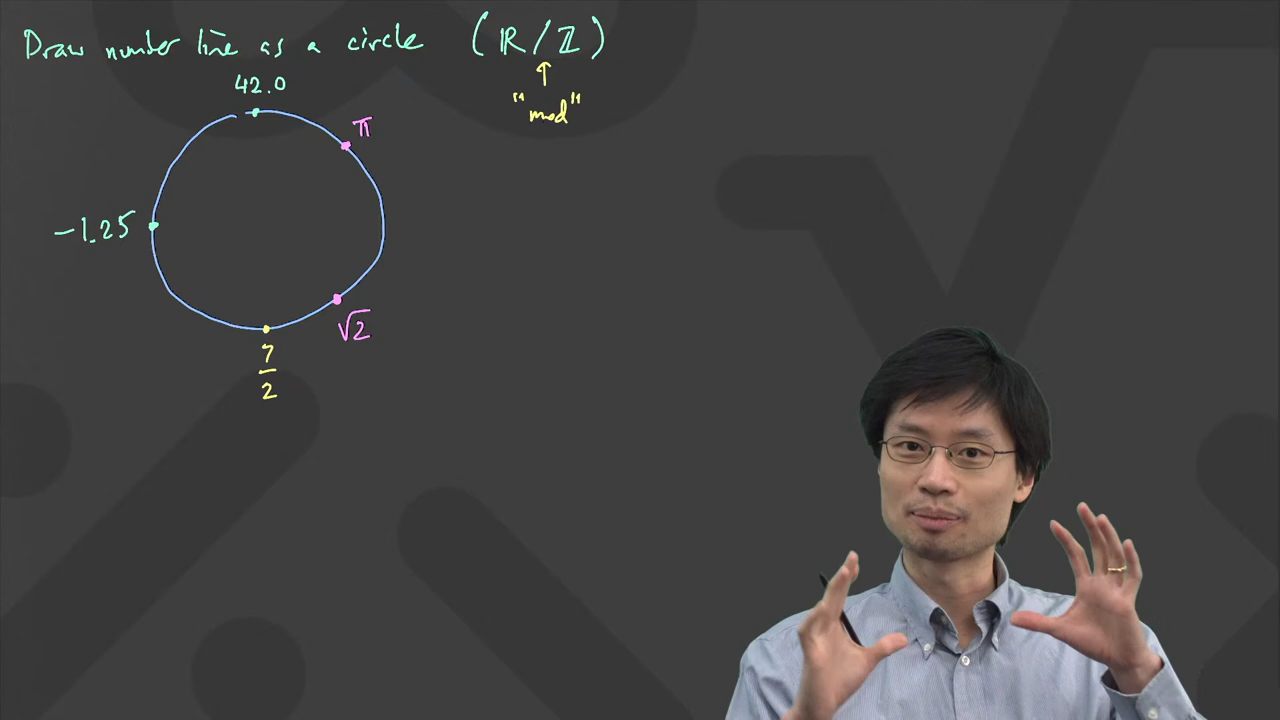 Draw number line as a circle (ℝ/ℤ)
42.0
"mod"
π
-1.25
√2
7/2